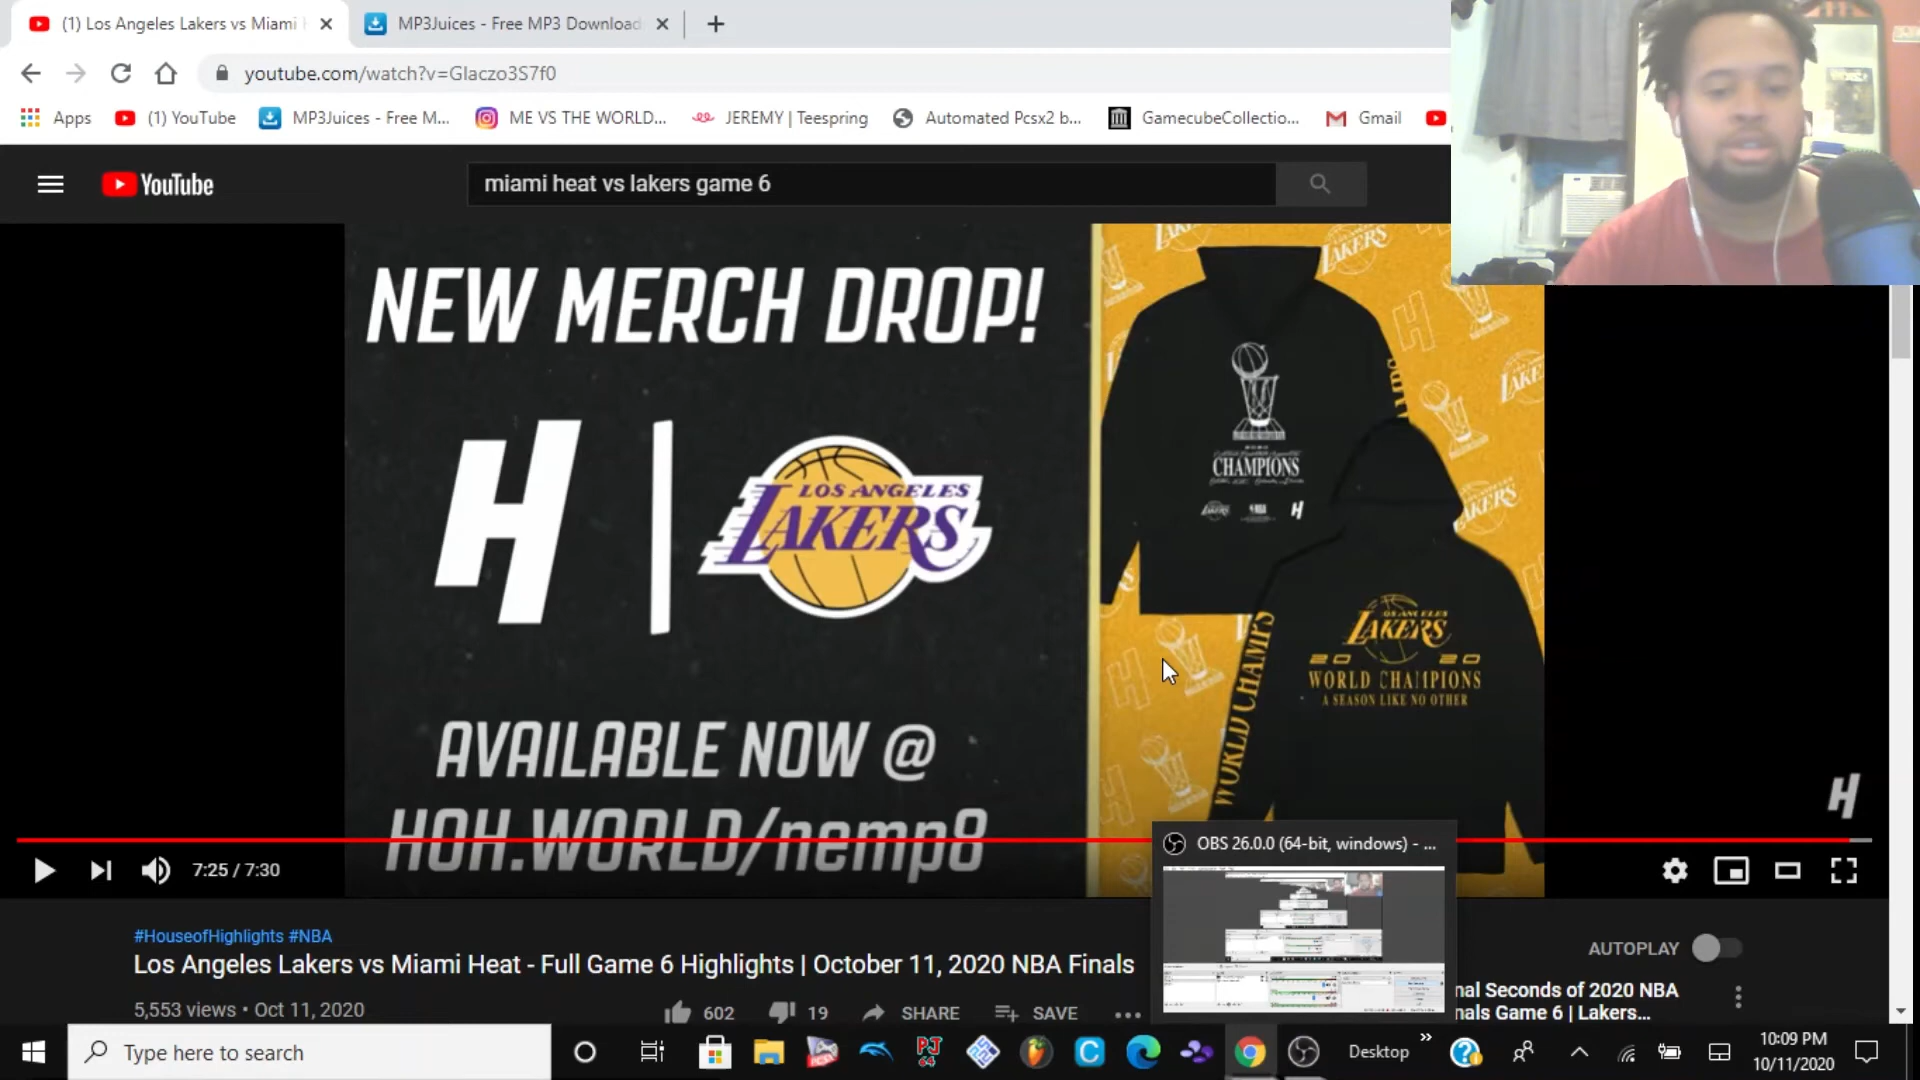 (1) Los Angeles Lakers vs Miami
MP3Juices - Free MP3 Download
youtube.com/watch?v=Glaczo3S7f0
Apps
(1) YouTube
MP3Juices - Free M...
ME VS THE WORLD...
JEREMY | Teespring
Automated Pcsx2 b...
GamecubeCollectio...
Gmail
YouTube
miami heat vs lakers game 6
NEW MERCH DROP!
H
LOS ANGELES
LAKERS
AVAILABLE NOW @
HOH.WORLD/nemp8
LAKERS
CHAMPIONS
H
WORLD CHAMPS
LAKERS
2020
WORLD CHAMPIONS
A SEASON LIKE NO OTHER
H
7:25 / 7:30
OBS 26.0.0 (64-bit, windows) - ...
#HouseofHighlights #NBA
Los Angeles Lakers vs Miami Heat - Full Game 6 Highlights | October 11, 2020 NBA Finals
5,553 views • Oct 11, 2020
602
19
SHARE
SAVE
AUTOPLAY
nal Seconds of 2020 NBA
nals Game 6 | Lakers...
Type here to search
PJ
64
Desktop
10:09 PM
10/11/2020